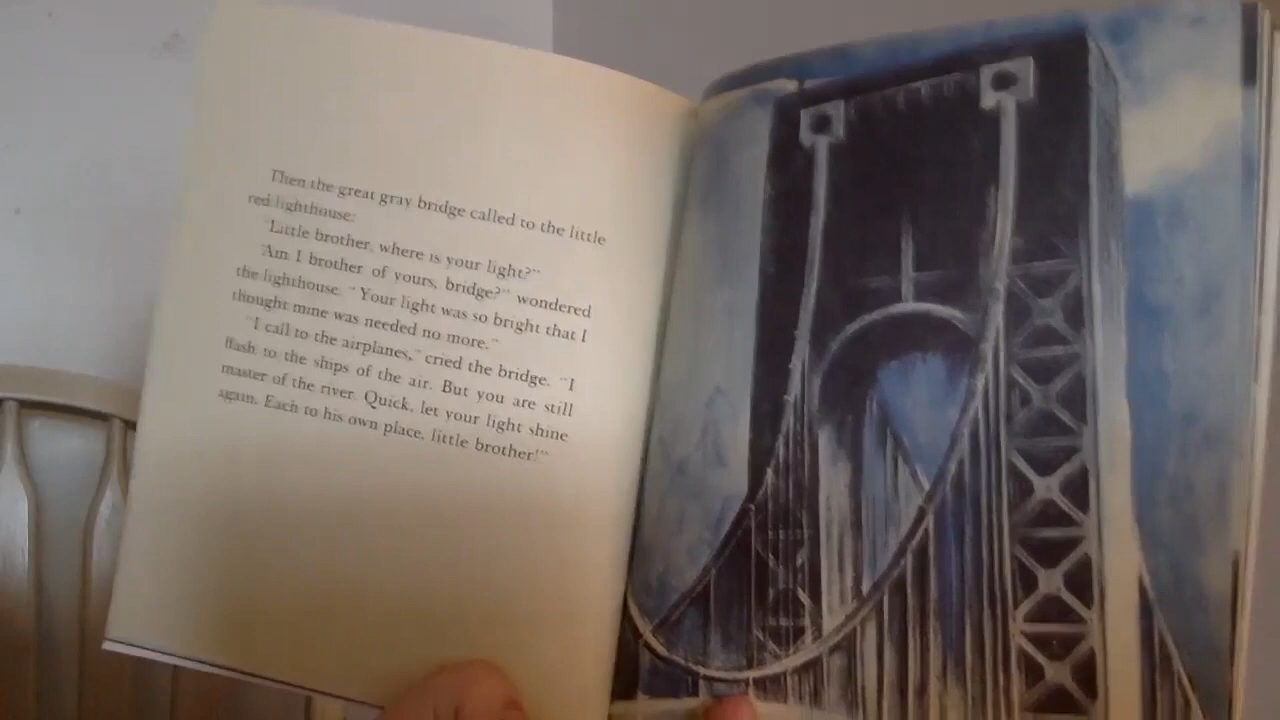 Then the great gray bridge called to the little
red lighthouse:
"Little brother, where is your light?"
"Am I brother of yours, bridge?" wondered
the lighthouse. "Your light was so bright that I
thought mine was needed no more."
"I call to the airplanes," cried the bridge. "I
flash to the ships of the air. But you are still
master of the river. Quick, let your light shine
again. Each to his own place, little brother!"